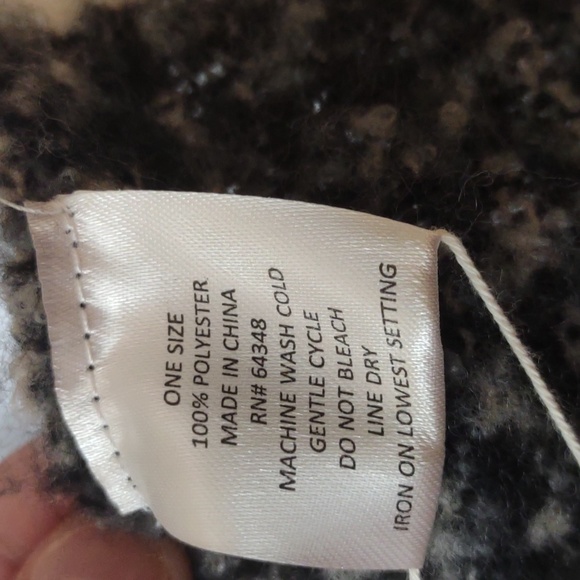 ONE SIZE
100% POLYESTER
MADE IN CHINA
RN# 64348
MACHINE WASH COLD
GENTLE CYCLE
DO NOT BLEACH
LINE DRY
IRON ON LOWEST SETTING